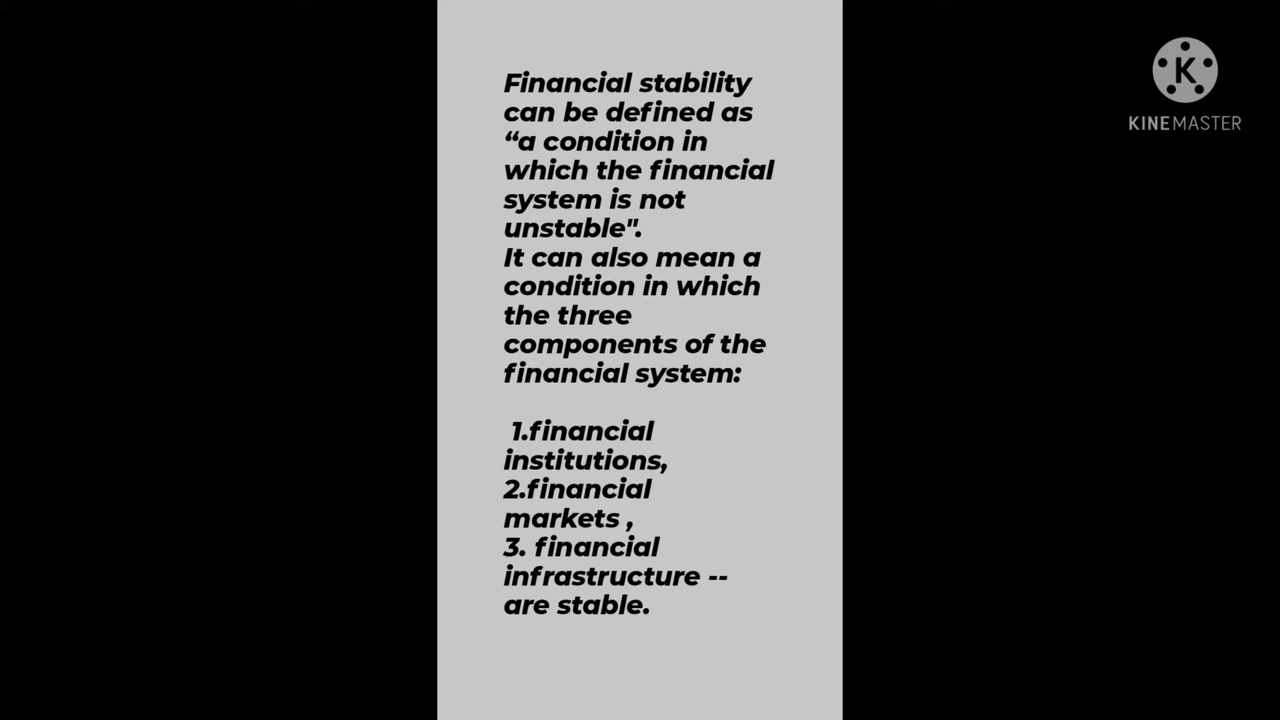 Financial stability
can be defined as
“a condition in
which the financial
system is not
unstable".
It can also mean a
condition in which
the three
components of the
financial system:
1.financial
institutions,
2.financial
markets ,
3. financial
infrastructure --
are stable.
K
KINEMASTER